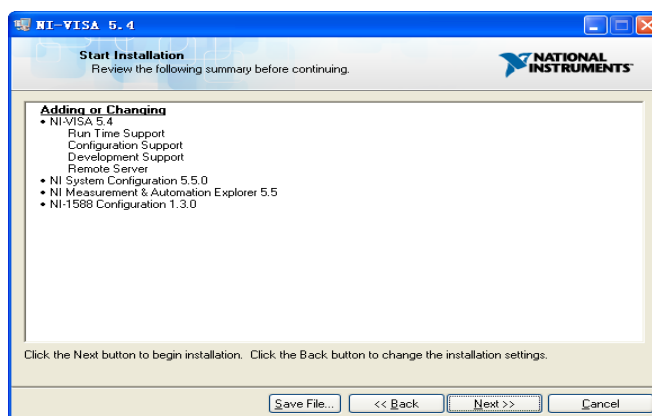 NI-VISA 5.4
Start Installation
Review the following summary before continuing.
NATIONAL
INSTRUMENTS
Adding or Changing
• NI-VISA 5.4
Run Time Support
Configuration Support
Development Support
Remote Server
• NI System Configuration 5.5.0
• NI Measurement & Automation Explorer 5.5
• NI-1588 Configuration 1.3.0
Click the Next button to begin installation. Click the Back button to change the installation settings.
Save File... << Back Next >> Cancel